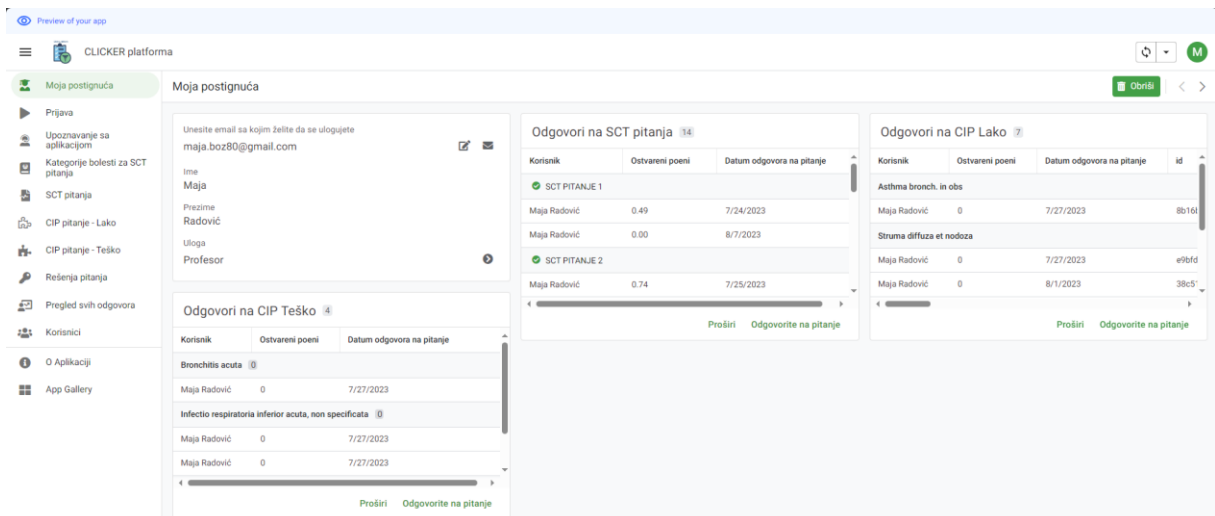 Preview of your app
CLICKER platforma
M
Moja postignuća
Prijava
Upoznavanje sa
aplikacijom
Kategorije bolesti za SCT
pitanja
SCT pitanja
CIP pitanje - Lako
CIP pitanje - Teško
Rešenja pitanja
Pregled svih odgovora
Korisnici
O Aplikaciji
App Gallery
Moja postignuća
Obriši
Unesite email sa kojim želite da se ulogujete
maja.boz80@gmail.com
Ime
Maja
Prezime
Radović
Uloga
Profesor
Odgovori na CIP Teško 4
Korisnik Ostvareni poeni Datum odgovora na pitanje
Bronchitis acuta 0
Maja Radović 0 7/27/2023
Infectio respiratoria inferior acuta, non specificata 0
Maja Radović 0 7/27/2023
Maja Radović 0 7/27/2023
Proširi Odgovorite na pitanje
Odgovori na SCT pitanja 14
Korisnik Ostvareni poeni Datum odgovora na pitanje
SCT PITANJE 1
Maja Radović 0.49 7/24/2023
Maja Radović 0.00 8/7/2023
SCT PITANJE 2
Maja Radović 0.74 7/25/2023
Proširi Odgovorite na pitanje
Odgovori na CIP Lako 7
Korisnik Ostvareni poeni Datum odgovora na pitanje id
Asthma bronch. in obs
Maja Radović 0 7/27/2023
Struma diffuza et nodoza
Maja Radović 0 7/27/2023 e9bfd
Maja Radović 0 8/1/2023
Proširi Odgovorite na pitanje